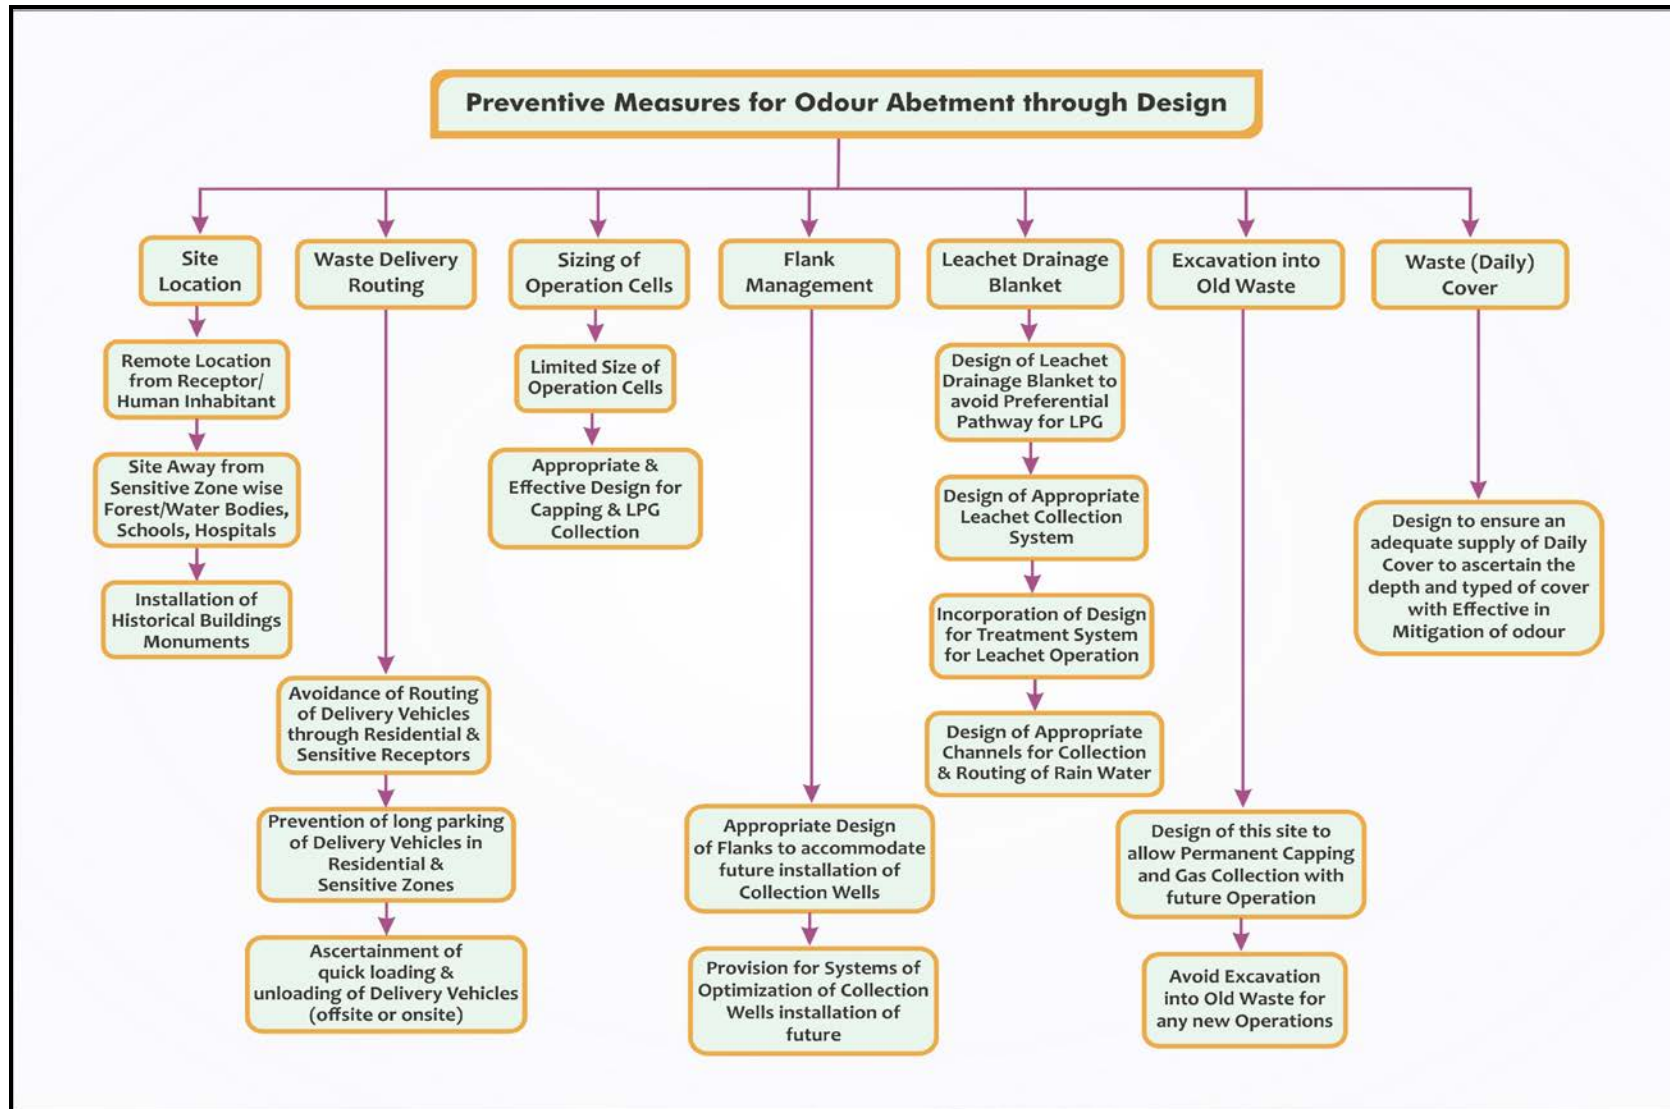 Preventive Measures for Odour Abetment through Design
Site
Location
Remote Location
from Receptor/
Human Inhabitant
Site Away from
Sensitive Zone wise
Forest/Water Bodies,
Schools, Hospitals
Installation of
Historical Buildings
Monuments
Waste Delivery
Routing
Avoidance of Routing
of Delivery Vehicles
through Residential &
Sensitive Receptors
Prevention of long parking
of Delivery Vehicles in
Residential &
Sensitive Zones
Ascertainment of
quick loading &
unloading of Delivery Vehicles
(offsite or onsite)
Sizing of
Operation Cells
Limited Size of
Operation Cells
Appropriate &
Effective Design for
Capping & LPG
Collection
Flank
Management
Appropriate Design
of Flanks to accommodate
future installation of
Collection Wells
Provision for Systems of
Optimization of Collection
Wells installation of
future
Leachet Drainage
Blanket
Design of Leachet
Drainage Blanket to
avoid Preferential
Pathway for LPG
Design of Appropriate
Leachet Collection
System
Incorporation of Design
for Treatment System
for Leachet Operation
Design of Appropriate
Channels for Collection
& Routing of Rain Water
Excavation into
Old Waste
Design of this site to
allow Permanent Capping
and Gas Collection with
future Operation
Avoid Excavation
into Old Waste for
any new Operations
Waste (Daily)
Cover
Design to ensure an
adequate supply of Daily
Cover to ascertain the
depth and typed of cover
with Effective in
Mitigation of odour